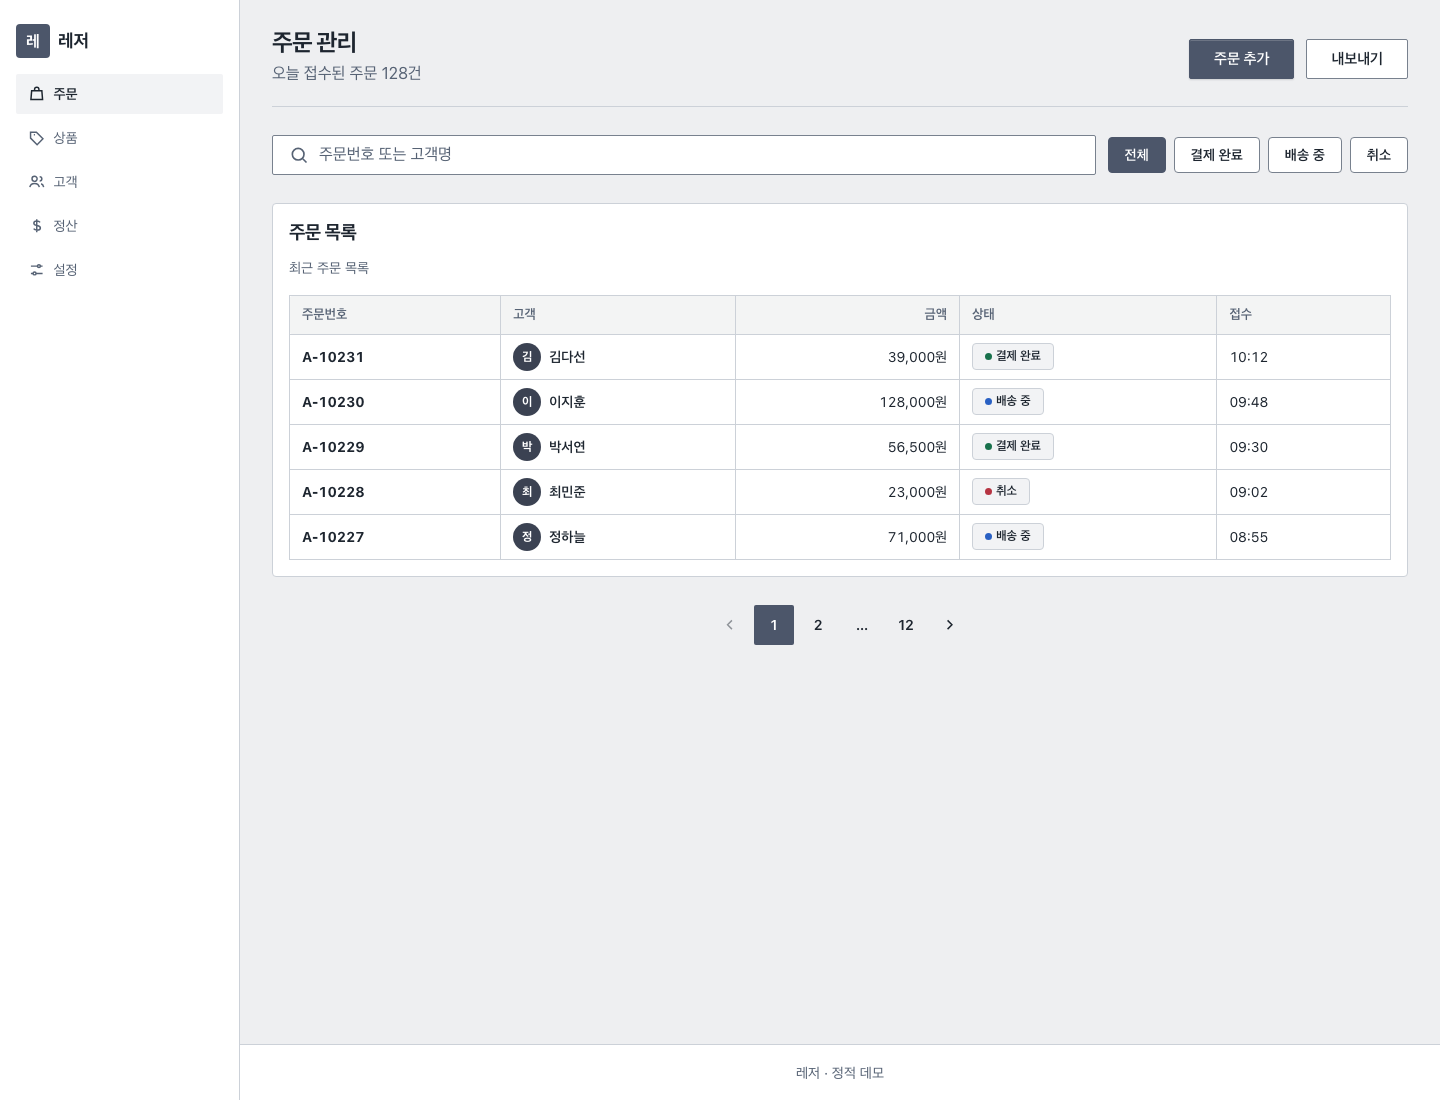 레 레저
주문
상품
고객
정산
설정
주문 관리
오늘 접수된 주문 128건
주문 추가 내보내기
주문번호 또는 고객명 전체 결제 완료 배송 중 취소
주문 목록
최근 주문 목록
주문번호 고객 금액 상태 접수
A-10231 김 김다선 39,000원 결제 완료 10:12
A-10230 이 이지훈 128,000원 배송 중 09:48
A-10229 박 박서연 56,500원 결제 완료 09:30
A-10228 최 최민준 23,000원 취소 09:02
A-10227 정 정하늘 71,000원 배송 중 08:55
1 2 ... 12
레저 · 정적 데모